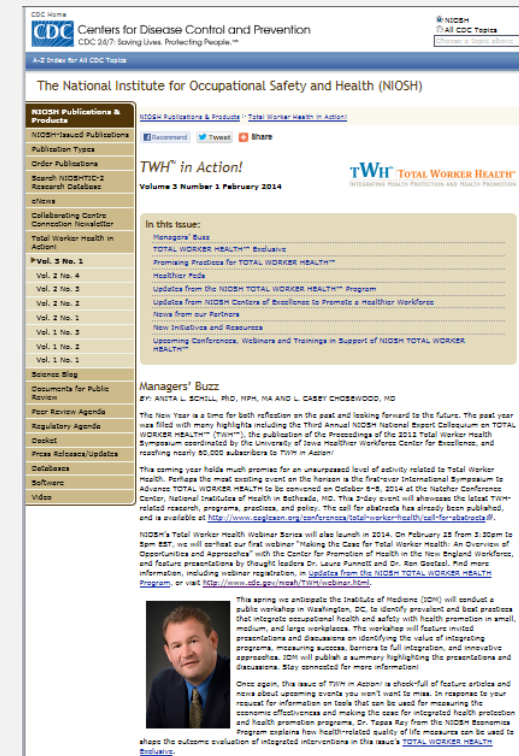 CDC Home
CDC Centers for Disease Control and Prevention
CDC 24/7: Saving Lives. Protecting People.™
NIOSH
All CDC Topics
Choose a topic above
A-Z Index for All CDC Topics
The National Institute for Occupational Safety and Health (NIOSH)
NIOSH Publications &
Products
NIOSH-Issued Publications
Publication Types
Order Publications
Search NIOSHTIC-2
Research Database
eNews
Collaborating Centre
Connection Newsletter
Total Worker Health in
Action!
Vol. 3 No. 1
Vol. 2 No. 4
Vol. 2 No. 3
Vol. 2 No. 2
Vol. 2 No. 1
Vol. 1 No. 3
Vol. 1 No. 2
Vol. 1 No. 1
Science Blog
Documents for Public
Review
Peer Review Agenda
Regulatory Agenda
Docket
Press Releases/Updates
Databases
Software
Video
NIOSH Publications & Products > Total Worker Health in Action!
Recommend Tweet Share
TWH™ in Action!
Volume 3 Number 1 February 2014
TWH™ TOTAL WORKER HEALTH™
INTEGRATING HEALTH PROTECTION AND HEALTH PROMOTION
In this issue:
Managers' Buzz
TOTAL WORKER HEALTH™ Exclusive
Promising Practices for TOTAL WORKER HEALTH™
Healthier Feds
Updates from the NIOSH TOTAL WORKER HEALTH™ Program
Updates from NIOSH Centers of Excellence to Promote a Healthier Workforce
News from our Partners
New Initiatives and Resources
Upcoming Conferences, Webinars and Trainings in Support of NIOSH TOTAL WORKER
HEALTH™
Managers' Buzz
BY: ANITA L. SCHILL, PhD, MPH, MA AND L. CASEY CHOSEWOOD, MD
The New Year is a time for both reflection on the past and looking forward to the future. The past year
was filled with many highlights including the Third Annual NIOSH National Expert Colloquium on TOTAL
WORKER HEALTH™ (TWH™), the publication of the Proceedings of the 2012 Total Worker Health
Symposium coordinated by the University of Iowa Healthier Workforce Center for Excellence, and
reaching nearly 60,000 subscribers to TWH in Action!
This coming year holds much promise for an unsurpassed level of activity related to Total Worker
Health. Perhaps the most exciting event on the horizon is the first-ever International Symposium to
Advance TOTAL WORKER HEALTH to be convened on October 6-8, 2014 at the Natcher Conference
Center, National Institutes of Health in Bethesda, MD. This 3-day event will showcase the latest TWH-
related research, programs, practices, and policy. The call for abstracts has already been published,
and is available at http://www.eagleson.org/conferences/total-worker-health/call-for-abstracts.
NIOSH's Total Worker Health Webinar Series will also launch in 2014. On February 25 from 3:30pm to
5pm EST, we will co-host our first webinar "Making the Case for Total Worker Health: An Overview of
Opportunities and Approaches" with the Center for Promotion of Health in the New England Workforce,
and feature presentations by thought leaders Dr. Laura Punnett and Dr. Ron Goetzel. Find more
information, including webinar registration, in Updates from the NIOSH TOTAL WORKER HEALTH
Program, or visit http://www.cdc.gov/niosh/TWH/webinar.html.
This spring we anticipate the Institute of Medicine (IOM) will conduct a
public workshop in Washington, DC, to identify prevalent and best practices
that integrate occupational health and safety with health promotion in small,
medium, and large workplaces. The workshop will feature invited
presentations and discussions on identifying the value of integrating
programs, measuring success, barriers to full integration, and innovative
approaches. IOM will publish a summary highlighting the presentations and
discussions. Stay connected for more information!
Once again, this issue of TWH in Action! is chock-full of feature articles and
news about upcoming events you won't want to miss. In response to your
request for information on tools that can be used for measuring the
economic effectiveness and making the case for integrated health protection
and health promotion programs, Dr. Tapas Ray from the NIOSH Economics
Program explains how health-related quality of life measures can be used to
shape the outcome evaluation of integrated interventions in this issue's TOTAL WORKER HEALTH
Exclusive.